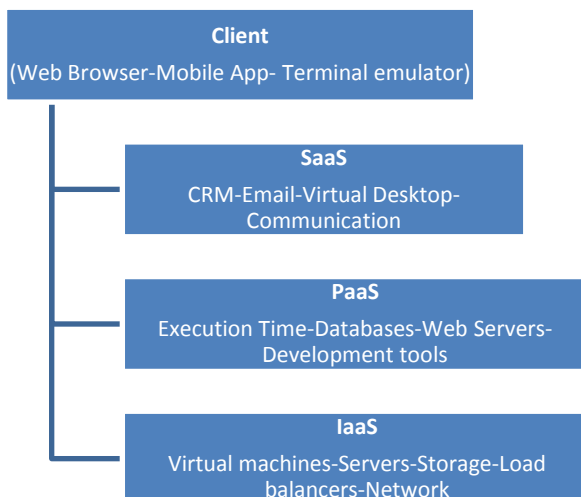 Client
(Web Browser-Mobile App- Terminal emulator)
SaaS
CRM-Email-Virtual Desktop-
Communication
PaaS
Execution Time-Databases-Web Servers-
Development tools
IaaS
Virtual machines-Servers-Storage-Load
balancers-Network